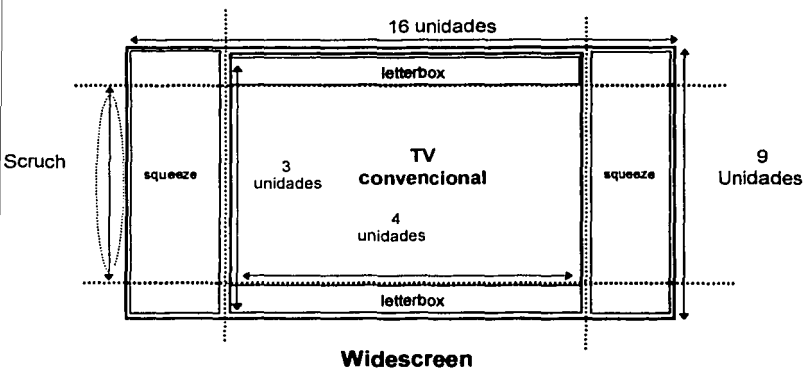 16 unidades
letterbox
Scruch
squeeze
3
unidades
TV
convencional
4
unidades
squeeze
9
Unidades
letterbox
Widescreen